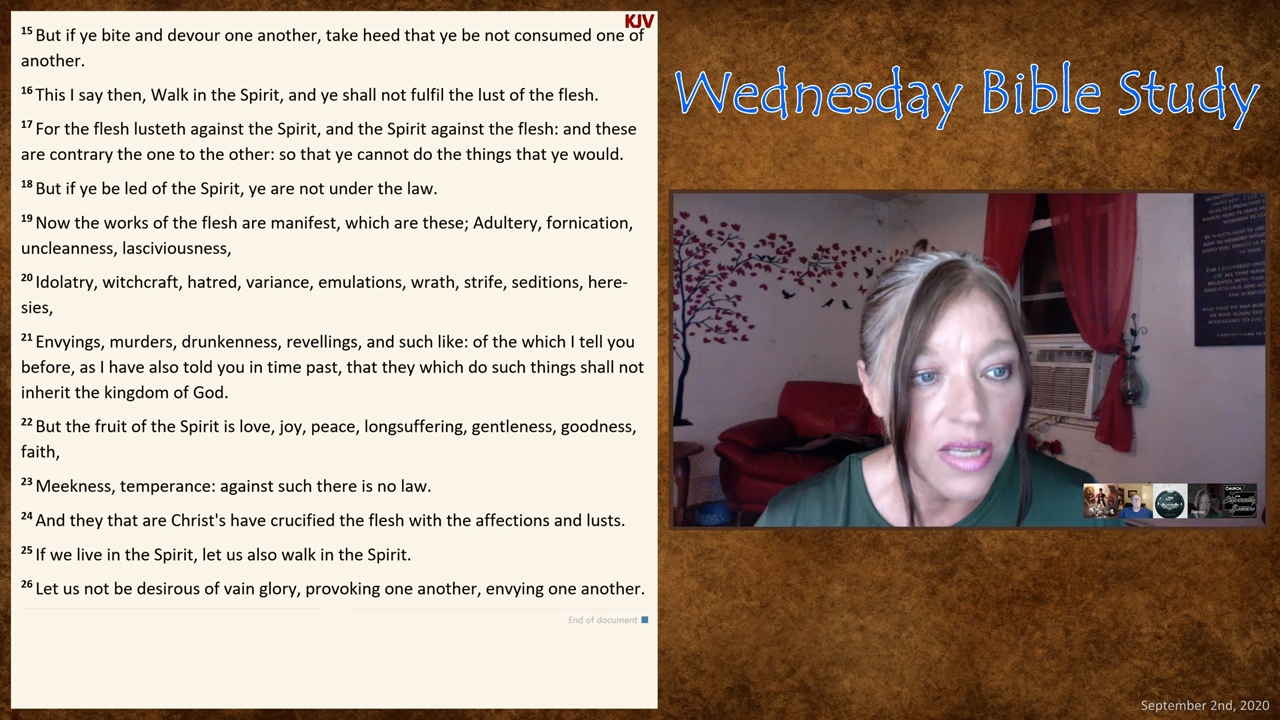 KJV
15 But if ye bite and devour one another, take heed that ye be not consumed one of
another.
16 This I say then, Walk in the Spirit, and ye shall not fulfil the lust of the flesh.
17 For the flesh lusteth against the Spirit, and the Spirit against the flesh: and these
are contrary the one to the other: so that ye cannot do the things that ye would.
18 But if ye be led of the Spirit, ye are not under the law.
19 Now the works of the flesh are manifest, which are these; Adultery, fornication,
uncleanness, lasciviousness,
20 Idolatry, witchcraft, hatred, variance, emulations, wrath, strife, seditions, here-
sies,
21 Envyings, murders, drunkenness, revellings, and such like: of the which I tell you
before, as I have also told you in time past, that they which do such things shall not
inherit the kingdom of God.
22 But the fruit of the Spirit is love, joy, peace, longsuffering, gentleness, goodness,
faith,
23 Meekness, temperance: against such there is no law.
24 And they that are Christ's have crucified the flesh with the affections and lusts.
25 If we live in the Spirit, let us also walk in the Spirit.
26 Let us not be desirous of vain glory, provoking one another, envying one another.
End of document
Wednesday Bible Study
CHURCH
September 2nd, 2020